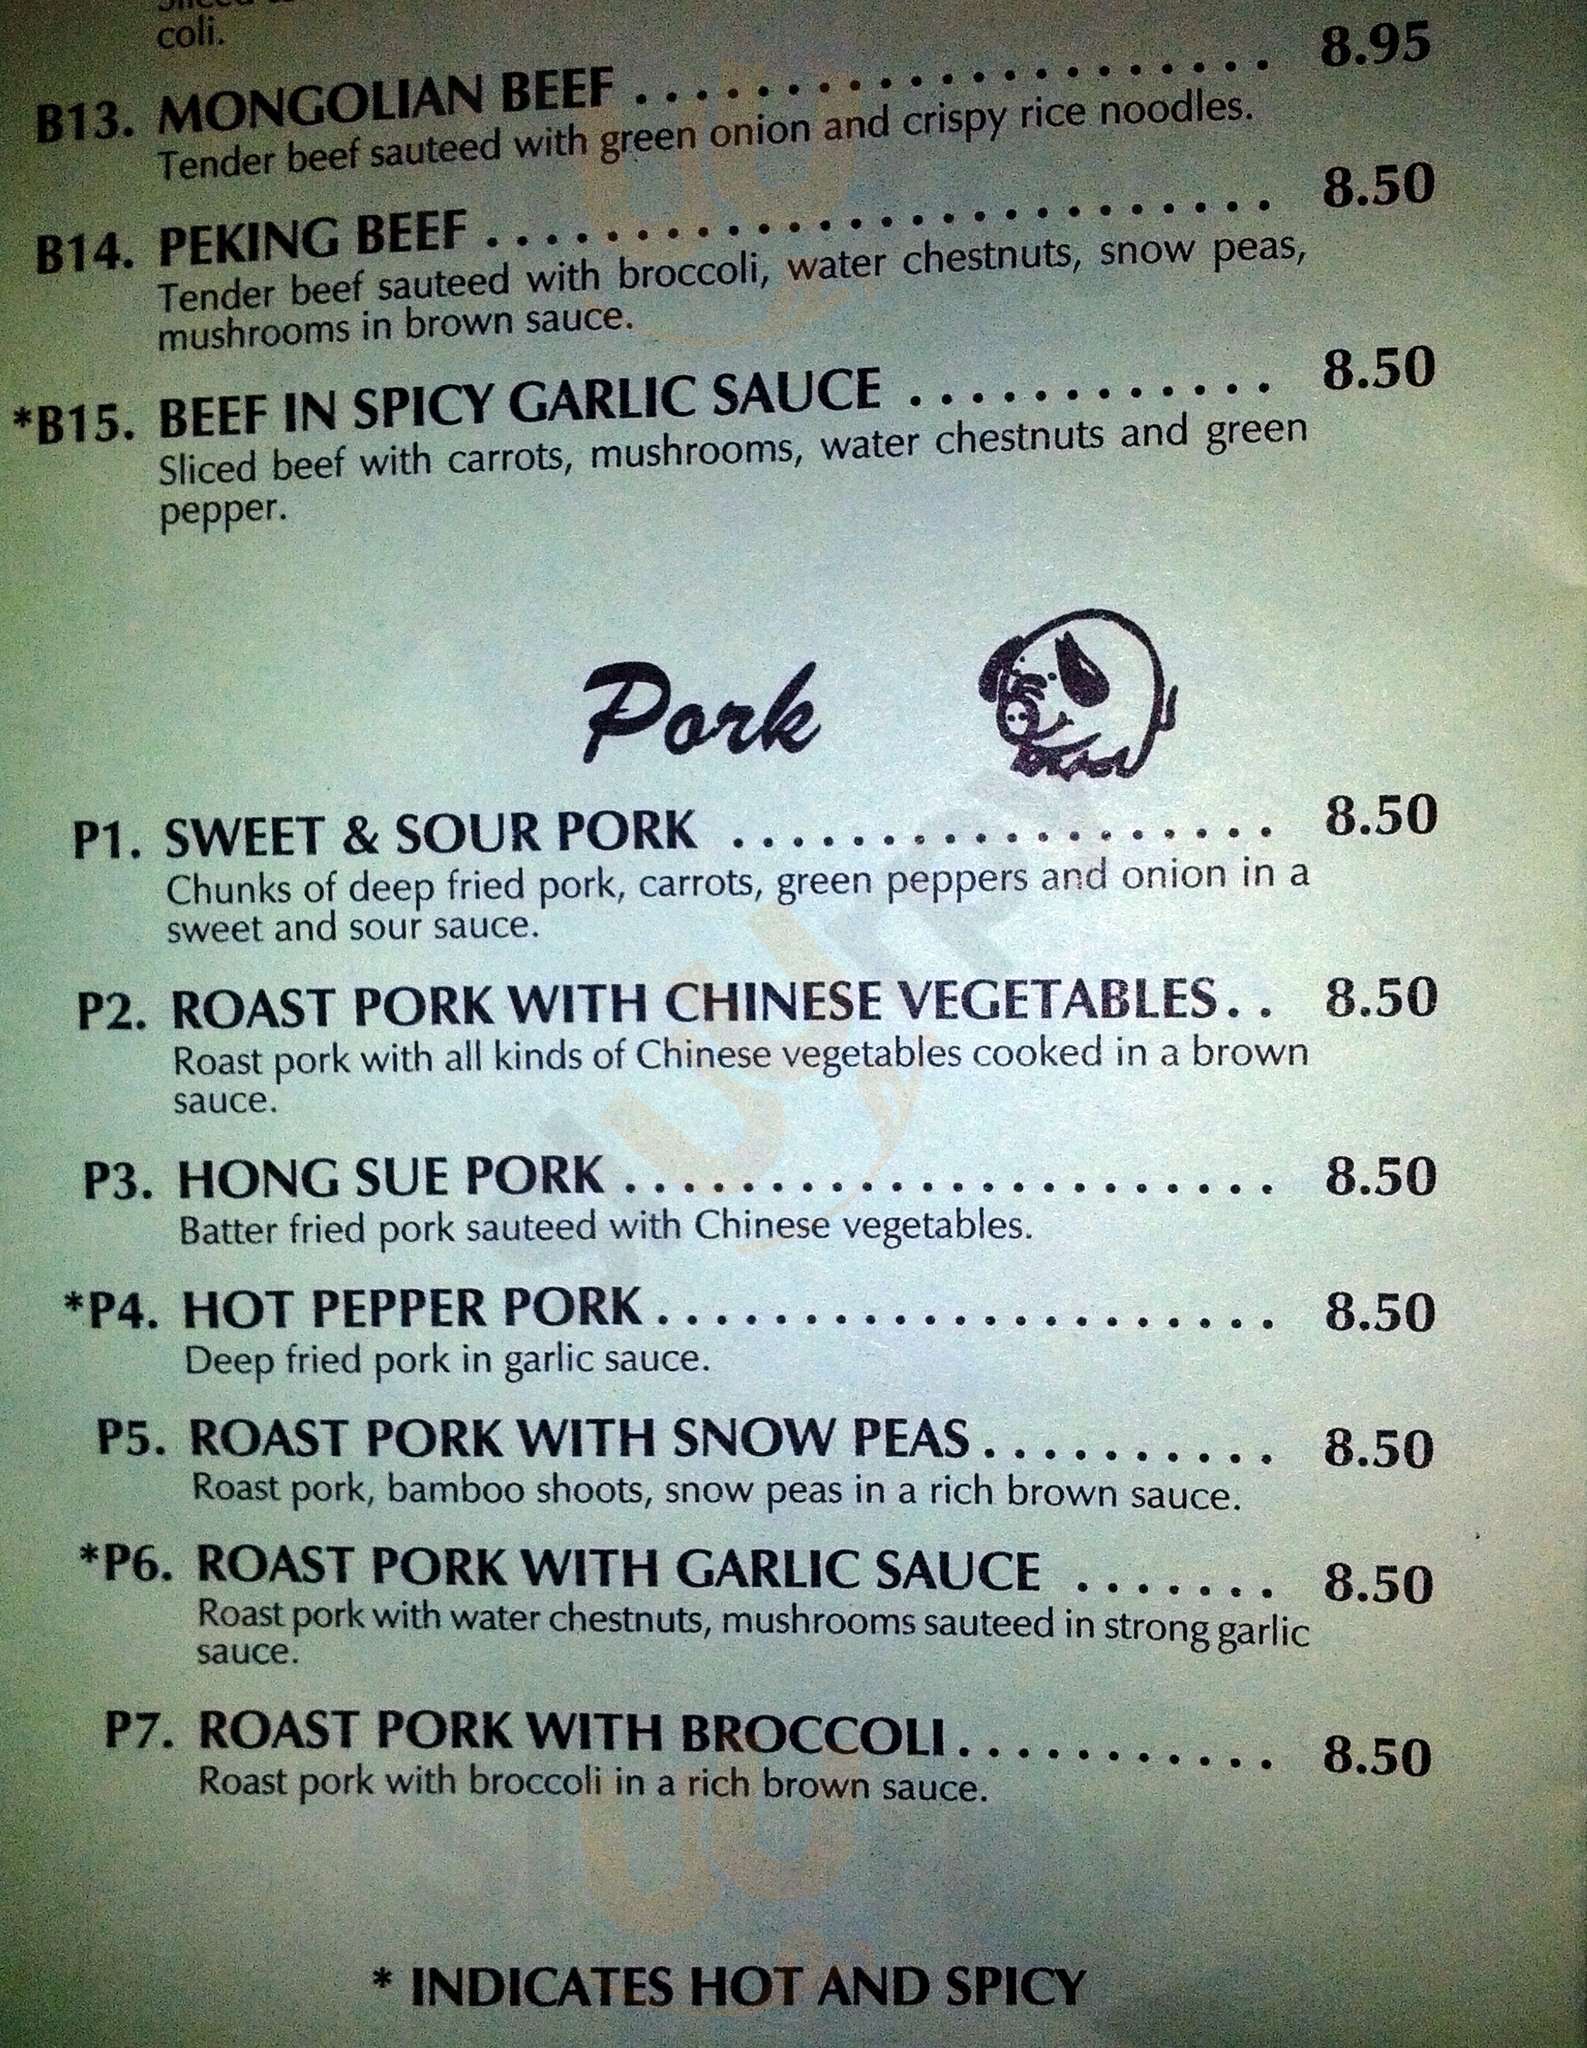 coli.
B13. MONGOLIAN BEEF . . . . . . . . . . . . . . . . . . . . . 8.95
Tender beef sauteed with green onion and crispy rice noodles.
B14. PEKING BEEF . . . . . . . . . . . . . . . . . . . . . . . . . . 8.50
Tender beef sauteed with broccoli, water chestnuts, snow peas,
mushrooms in brown sauce.
*B15. BEEF IN SPICY GARLIC SAUCE . . . . . . . . . . . . 8.50
Sliced beef with carrots, mushrooms, water chestnuts and green
pepper.
Pork
P1. SWEET & SOUR PORK . . . . . . . . . . . . . . . . . . . 8.50
Chunks of deep fried pork, carrots, green peppers and onion in a
sweet and sour sauce.
P2. ROAST PORK WITH CHINESE VEGETABLES. . 8.50
Roast pork with all kinds of Chinese vegetables cooked in a brown
sauce.
P3. HONG SUE PORK . . . . . . . . . . . . . . . . . . . . . . 8.50
Batter fried pork sauteed with Chinese vegetables.
*P4. HOT PEPPER PORK . . . . . . . . . . . . . . . . . . . . . 8.50
Deep fried pork in garlic sauce.
P5. ROAST PORK WITH SNOW PEAS . . . . . . . . . . 8.50
Roast pork, bamboo shoots, snow peas in a rich brown sauce.
*P6. ROAST PORK WITH GARLIC SAUCE . . . . . . . 8.50
Roast pork with water chestnuts, mushrooms sauteed in strong garlic
sauce.
P7. ROAST PORK WITH BROCCOLI . . . . . . . . . . . 8.50
Roast pork with broccoli in a rich brown sauce.
* INDICATES HOT AND SPICY